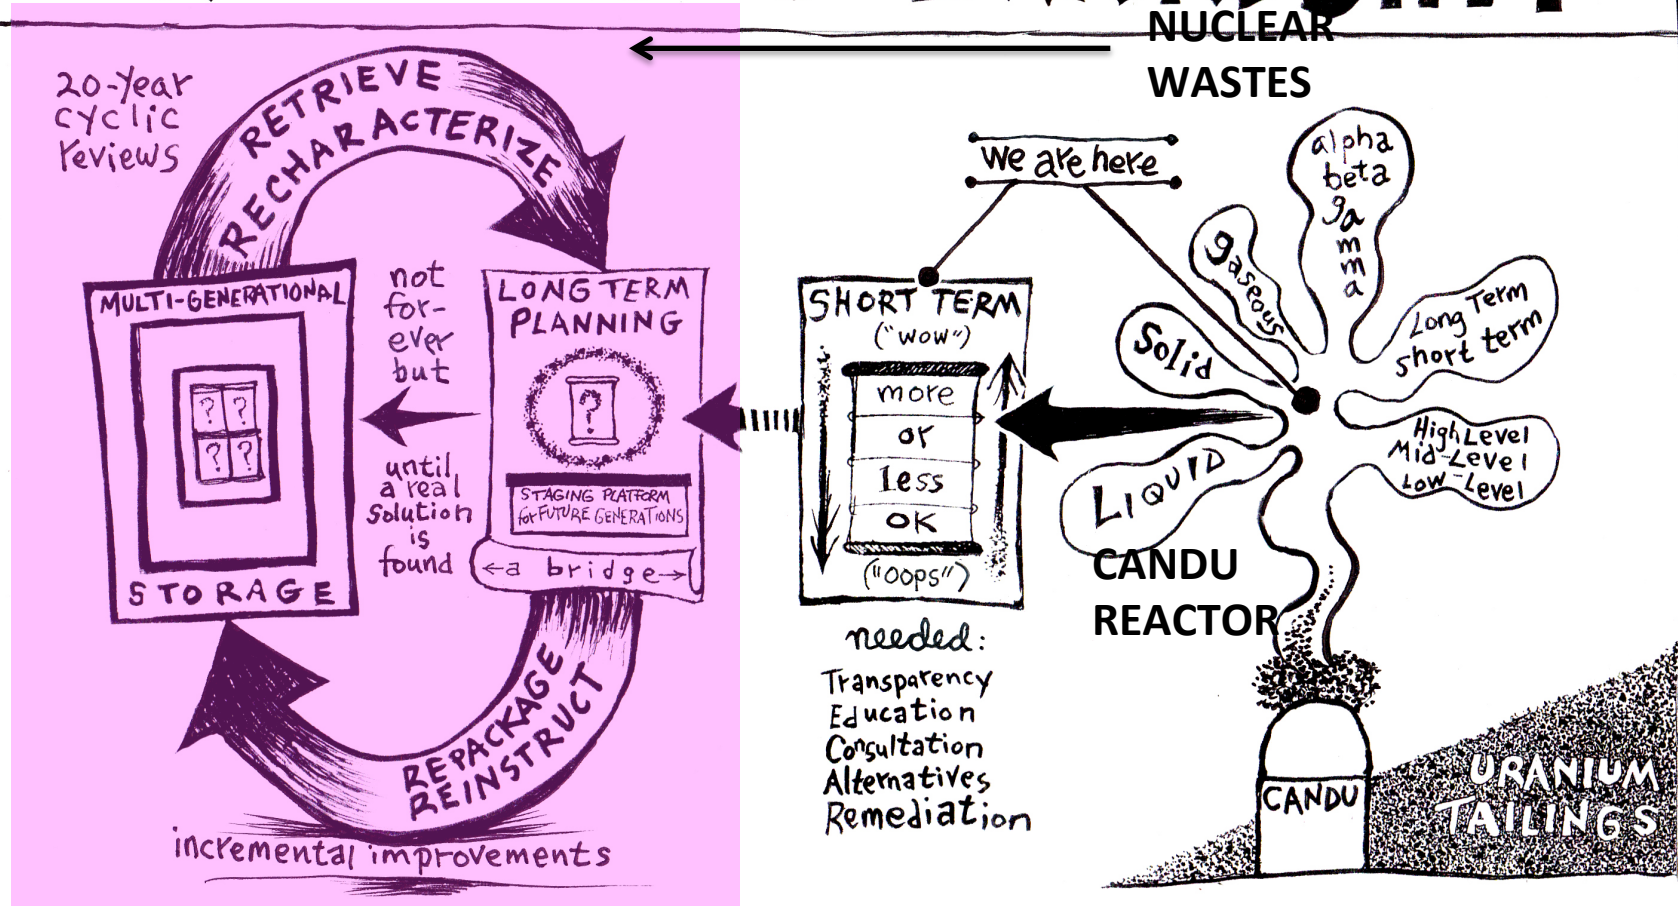 NUCLEAR
WASTES
20-year
cyclic
reviews
RETRIEVE
RECHARACTERIZE
MULTI-GENERATIONAL
? ?
? ?
STORAGE
not
for-
ever
but
until
a real
solution
is
found
LONG TERM
PLANNING
?
STAGING PLATFORM
for FUTURE GENERATIONS
a bridge
REPACKAGE
REINSTRUCT
incremental improvements
we are here
SHORT TERM
("wow")
more
or
less
OK
("oops")
needed:
Transparency
Education
Consultation
Alternatives
Remediation
alpha
beta
ga
m
m
a
gaseous
Solid
LIQUID
Long Term
short term
High Level
Mid-Level
Low-Level
CANDU
REACTOR
CANDU
URANIUM
TAILINGS